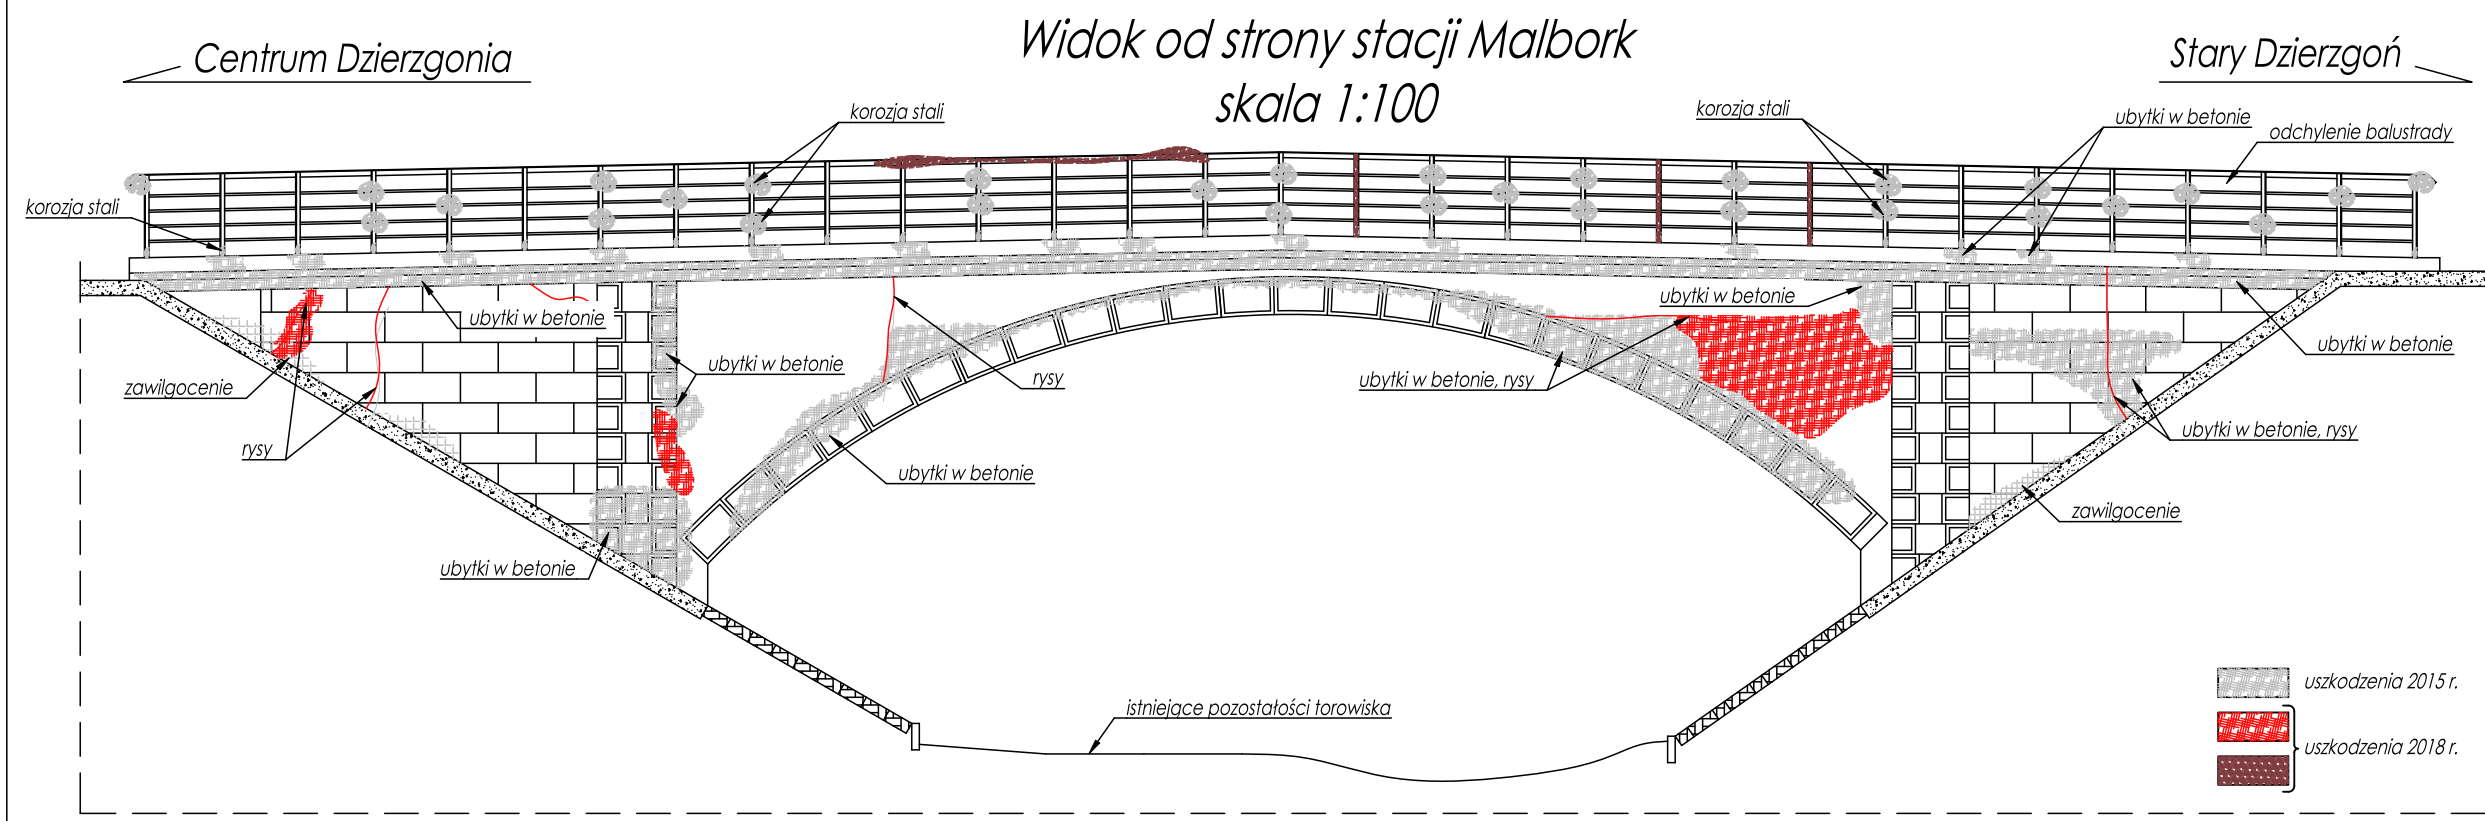 Widok od strony stacji Malbork
skala 1:100
Centrum Dzierzgonia
Stary Dzierzgoń
korozja stali
korozja stali
ubytki w betonie
odchylenie balustrady
korozja stali
ubytki w betonie
ubytki w betonie
ubytki w betonie
ubytki w betonie
zawilgocenie
rysy
ubytki w betonie, rysy
rysy
ubytki w betonie
ubytki w betonie, rysy
zawilgocenie
ubytki w betonie
istniejące pozostałości torowiska
uszkodzenia 2015 r.
uszkodzenia 2018 r.